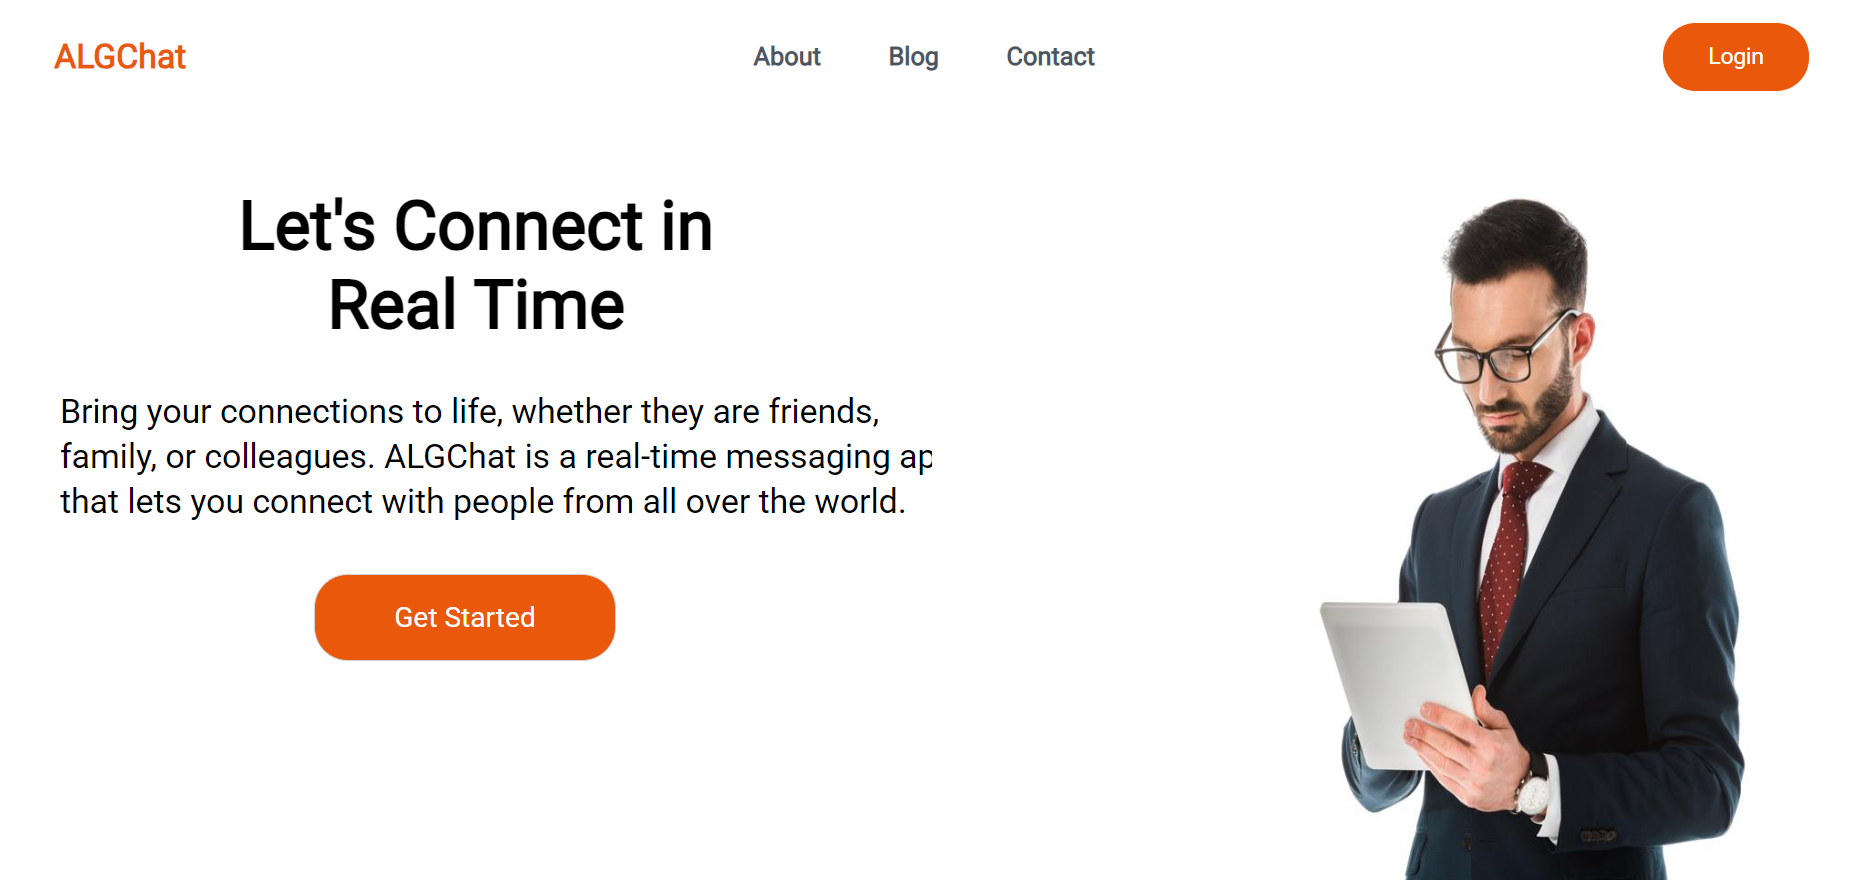 ALGChat
About
Blog
Contact
Login
Let's Connect in
Real Time
Bring your connections to life, whether they are friends,
family, or colleagues. ALGChat is a real-time messaging ap
that lets you connect with people from all over the world.
Get Started